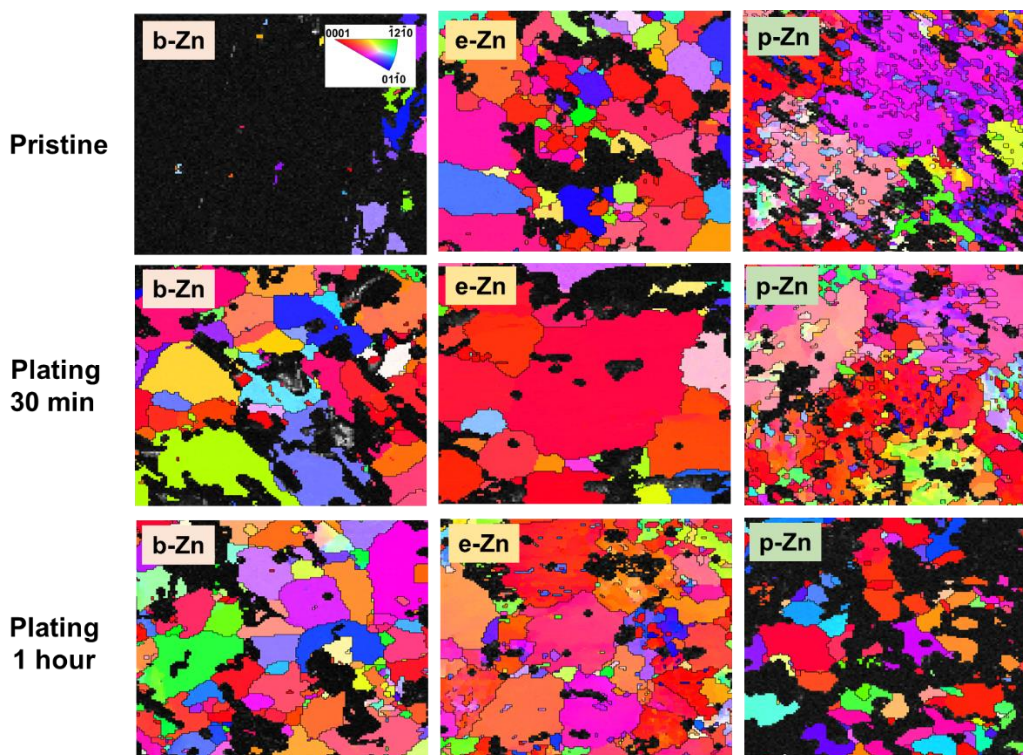 b-Zn
e-Zn
p-Zn
0001
1̄21̄0
011̄0
Pristine
b-Zn
e-Zn
p-Zn
Plating
30 min
b-Zn
e-Zn
p-Zn
Plating
1 hour